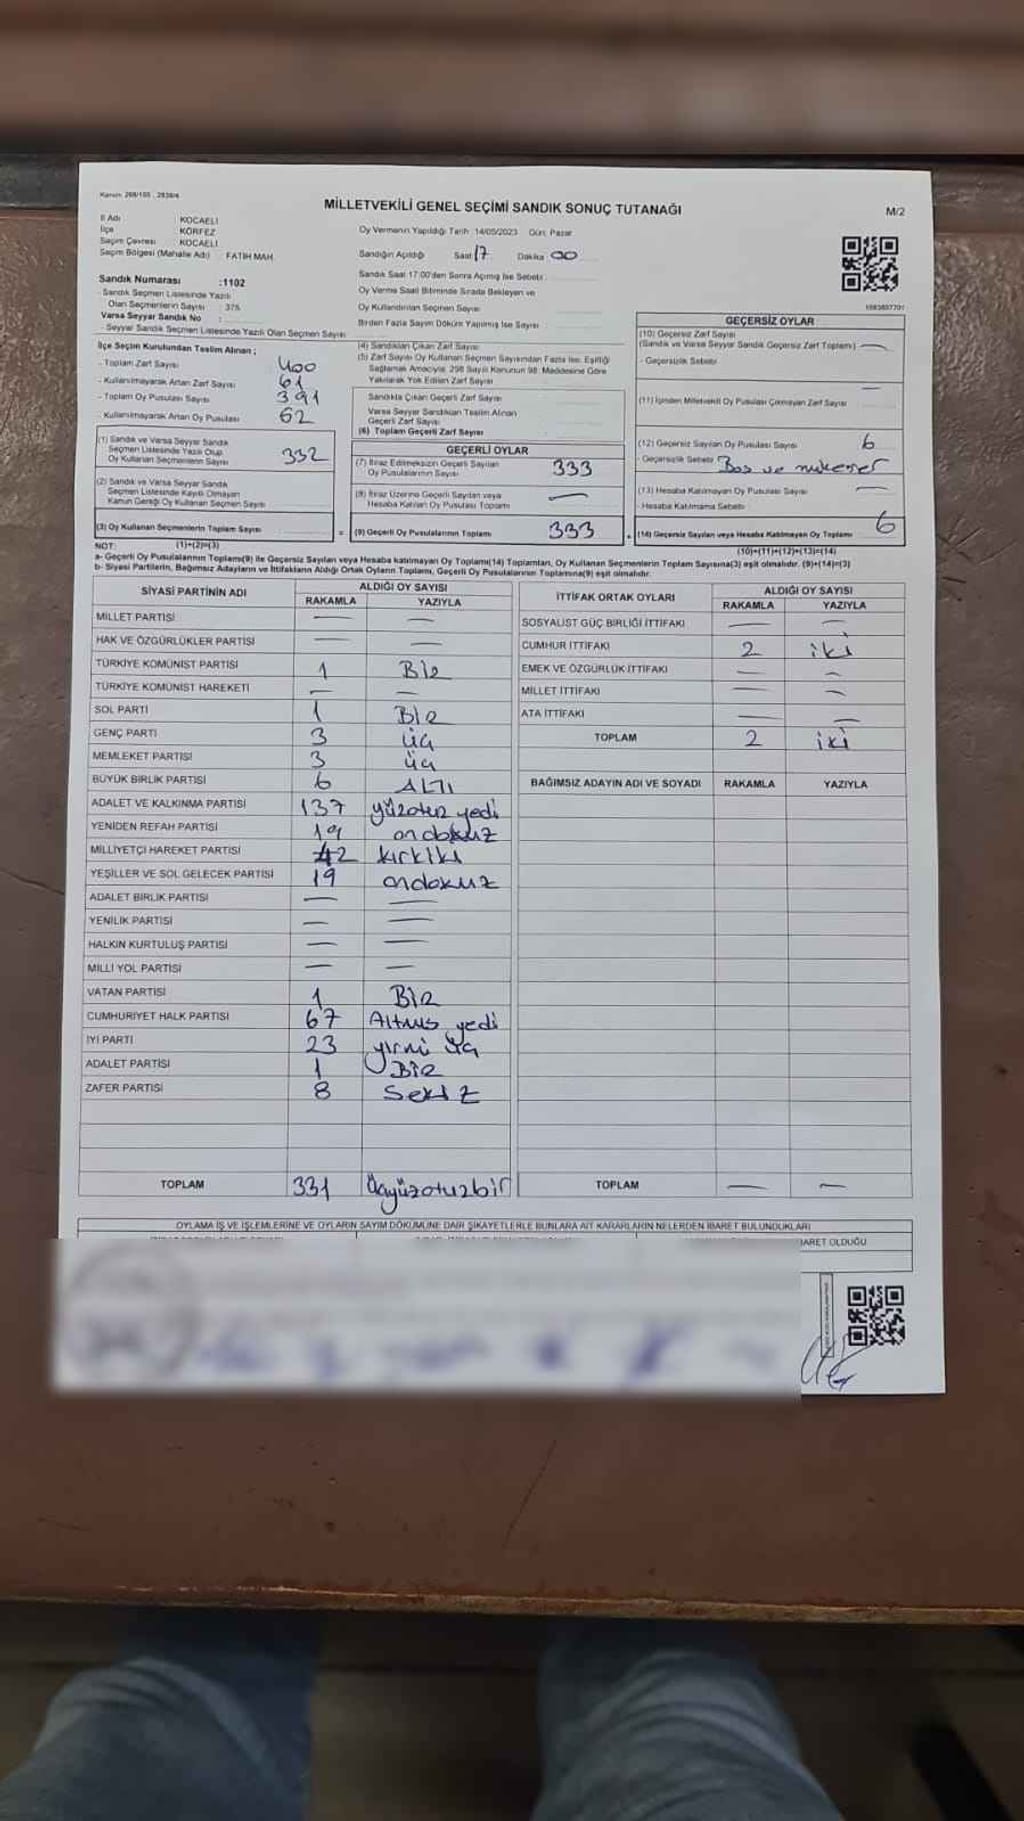 Kanun: 298/105 , 2839/4
MİLLETVEKİLİ GENEL SEÇİMİ SANDIK SONUÇ TUTANAĞI
M/2
İl Adı : KOCAELİ
İlçe : KÖRFEZ
Seçim Çevresi : KOCAELİ
Seçim Bölgesi (Mahalle Adı) : FATİH MAH.
Oy Vermenin Yapıldığı Tarih :14/05/2023 Gün: Pazar
Sandığın Açıldığı Saat 17 Dakika 00
Sandık Numarası :1102
- Sandık Seçmen Listesinde Yazılı
Olan Seçmenlerin Sayısı : 375
Varsa Seyyar Sandık No :
- Seyyar Sandık Seçmen Listesinde Yazılı Olan Seçmen Sayısı
Sandık Saat 17:00'den Sonra Açılmış İse Sebebi :
Oy Verme Saati Bitiminde Sırada Bekleyen ve
Oy Kullandırılan Seçmen Sayısı
Birden Fazla Sayım Döküm Yapılmış İse Sayısı :
İlçe Seçim Kurulundan Teslim Alınan ;
- Toplam Zarf Sayısı 400
- Kullanılmayarak Artan Zarf Sayısı 61
- Toplam Oy Pusulası Sayısı 391
- Kullanılmayarak Artan Oy Pusulası 62
(1) Sandık ve Varsa Seyyar Sandık
Seçmen Listesinde Yazılı Olup
Oy Kullanan Seçmenlerin Sayısı 332
(2) Sandık ve Varsa Seyyar Sandık
Seçmen Listesinde Kayıtlı Olmayan
Kanun Gereği Oy Kullanan Seçmen Sayısı
(3) Oy Kullanan Seçmenlerin Toplam Sayısı =
(1)+(2)=(3)
(4) Sandıktan Çıkan Zarf Sayısı
(5) Zarf Sayısı Oy Kullanan Seçmen Sayısından Fazla İse, Eşitliği
Sağlamak Amacıyla, 298 Sayılı Kanunun 98. Maddesine Göre
Yakılarak Yok Edilen Zarf Sayısı
Sandıkta Çıkan Geçerli Zarf Sayısı
Varsa Seyyar Sandıktan Teslim Alınan
Geçerli Zarf Sayısı
(6) Toplam Geçerli Zarf Sayısı
GEÇERLİ OYLAR
(7) İtiraz Edilmeksizin Geçerli Sayılan
Oy Pusulalarının Sayısı 333
(8) İtiraz Üzerine Geçerli Sayılan veya
Hesaba Katılan Oy Pusulası Toplamı —
(9) Geçerli Oy Pusulalarının Toplamı 333 +
1983857701
GEÇERSİZ OYLAR
(10) Geçersiz Zarf Sayısı
(Sandık ve Varsa Seyyar Sandık Geçersiz Zarf Toplamı) —
- Geçersizlik Sebebi
—
(11) İçinden Milletvekili Oy Pusulası Çıkmayan Zarf Sayısı
(12) Geçersiz Sayılan Oy Pusulası Sayısı 6
- Geçersizlik Sebebi Boş ve mükerrer
(13) Hesaba Katılmayan Oy Pusulası Sayısı —
- Hesaba Katılmama Sebebi
(14) Geçersiz Sayılan veya Hesaba Katılmayan Oy Toplamı 6
(10)+(11)+(12)+(13)=(14)
NOT:
a- Geçerli Oy Pusulalarının Toplamı(9) ile Geçersiz Sayılan veya Hesaba katılmayan Oy Toplamı(14) Toplamları, Oy Kullanan Seçmenlerin Toplam Sayısına(3) eşit olmalıdır. (9)+(14)=(3)
b- Siyasi Partilerin, Bağımsız Adayların ve İttifakların Aldığı Ortak Oyların Toplamı, Geçerli Oy Pusulalarının Toplamına(9) eşit olmalıdır.
SİYASİ PARTİNİN ADI ALDIĞI OY SAYISI
RAKAMLA YAZIYLA
MİLLET PARTİSİ — —
HAK VE ÖZGÜRLÜKLER PARTİSİ — —
TÜRKİYE KOMÜNİST PARTİSİ 1 Bir
TÜRKİYE KOMÜNİST HAREKETİ — —
SOL PARTİ 1 Bir
GENÇ PARTİ 3 üç
MEMLEKET PARTİSİ 3 üç
BÜYÜK BİRLİK PARTİSİ 6 ALTI
ADALET VE KALKINMA PARTİSİ 137 yüzotuz yedi
YENİDEN REFAH PARTİSİ 19 ondokuz
MİLLİYETÇİ HAREKET PARTİSİ 42 kırkiki
YEŞİLLER VE SOL GELECEK PARTİSİ 19 ondokuz
ADALET BİRLİK PARTİSİ — —
YENİLİK PARTİSİ — —
HALKIN KURTULUŞ PARTİSİ — —
MİLLİ YOL PARTİSİ — —
VATAN PARTİSİ 1 Bir
CUMHURİYET HALK PARTİSİ 67 Altmıs yedi
İYİ PARTİ 23 yirmi üç
ADALET PARTİSİ 1 Bir
ZAFER PARTİSİ 8 Sekiz
TOPLAM 331 Üçyüzotuzbir
İTTİFAK ORTAK OYLARI ALDIĞI OY SAYISI
RAKAMLA YAZIYLA
SOSYALİST GÜÇ BİRLİĞİ İTTİFAKI — —
CUMHUR İTTİFAKI 2 iki
EMEK VE ÖZGÜRLÜK İTTİFAKI — —
MİLLET İTTİFAKI — —
ATA İTTİFAKI — —
TOPLAM 2 iki
BAĞIMSIZ ADAYIN ADI VE SOYADI RAKAMLA YAZIYLA
TOPLAM — —
OYLAMA İŞ VE İŞLEMLERİNE VE OYLARIN SAYIM DÖKÜMÜNE DAİR ŞİKAYETLERLE BUNLARA AİT KARARLARIN NELERDEN İBARET BULUNDUKLARI
BARET OLDUĞU